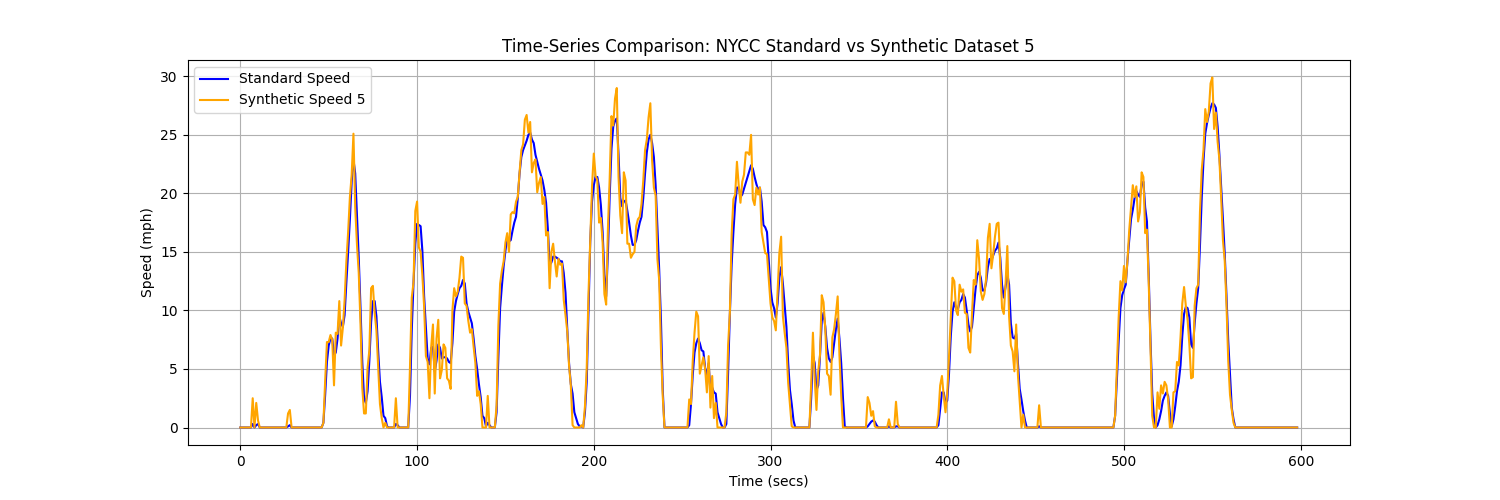 Time-Series Comparison: NYCC Standard vs Synthetic Dataset 5
Standard Speed
Synthetic Speed 5
Speed (mph)
30
25
20
15
10
5
0
0 100 200 300 400 500 600
Time (secs)